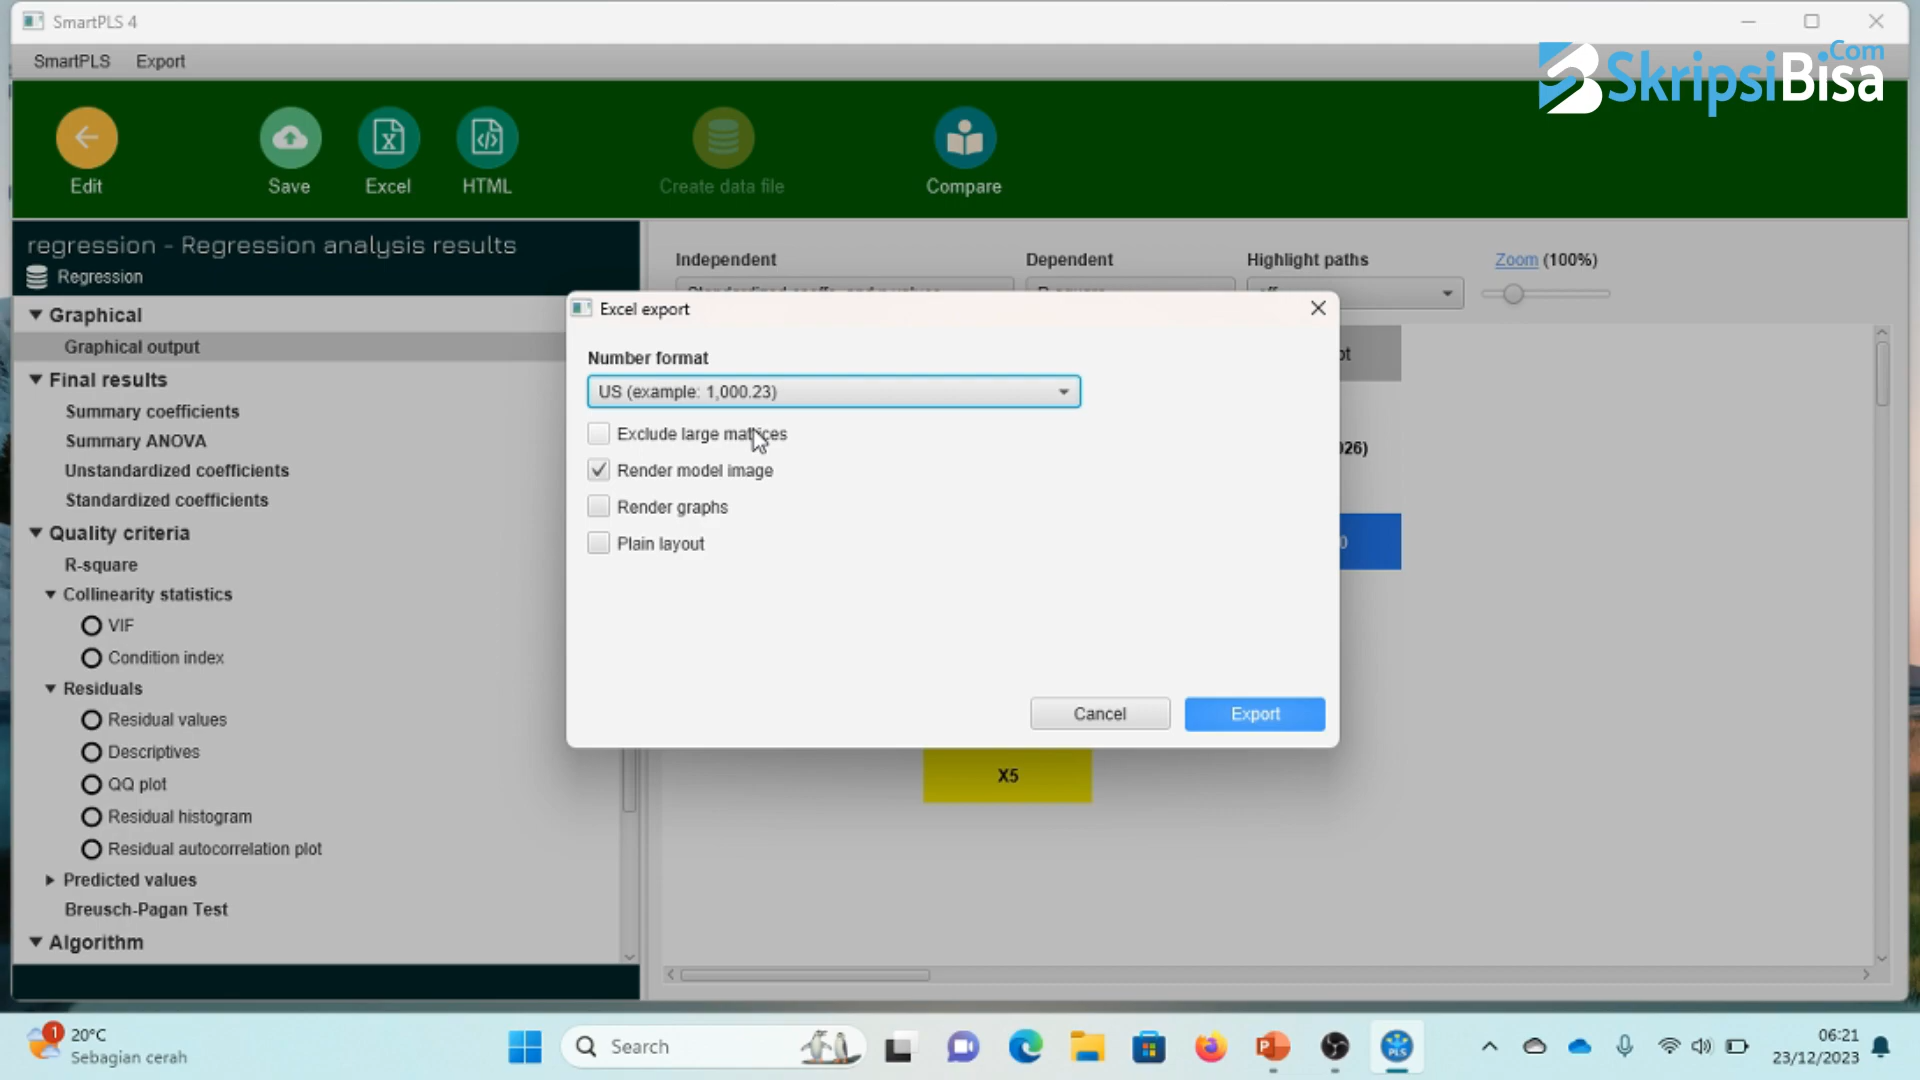 SmartPLS 4
SmartPLS Export
SkripsiBisa.Com
Edit Save Excel HTML Create data file Compare
regression - Regression analysis results
Regression
Independent Dependent Highlight paths Zoom (100%)
Graphical
Graphical output
Final results
Summary coefficients
Summary ANOVA
Unstandardized coefficients
Standardized coefficients
Quality criteria
R-square
Collinearity statistics
VIF
Condition index
Residuals
Residual values
Descriptives
QQ plot
Residual histogram
Residual autocorrelation plot
Predicted values
Breusch-Pagan Test
Algorithm
Excel export
Number format
US (example: 1,000.23)
Exclude large matrices
Render model image
Render graphs
Plain layout
Cancel Export
X5
1
20°C
Sebagian cerah
Search
PLS
06:21
23/12/2023